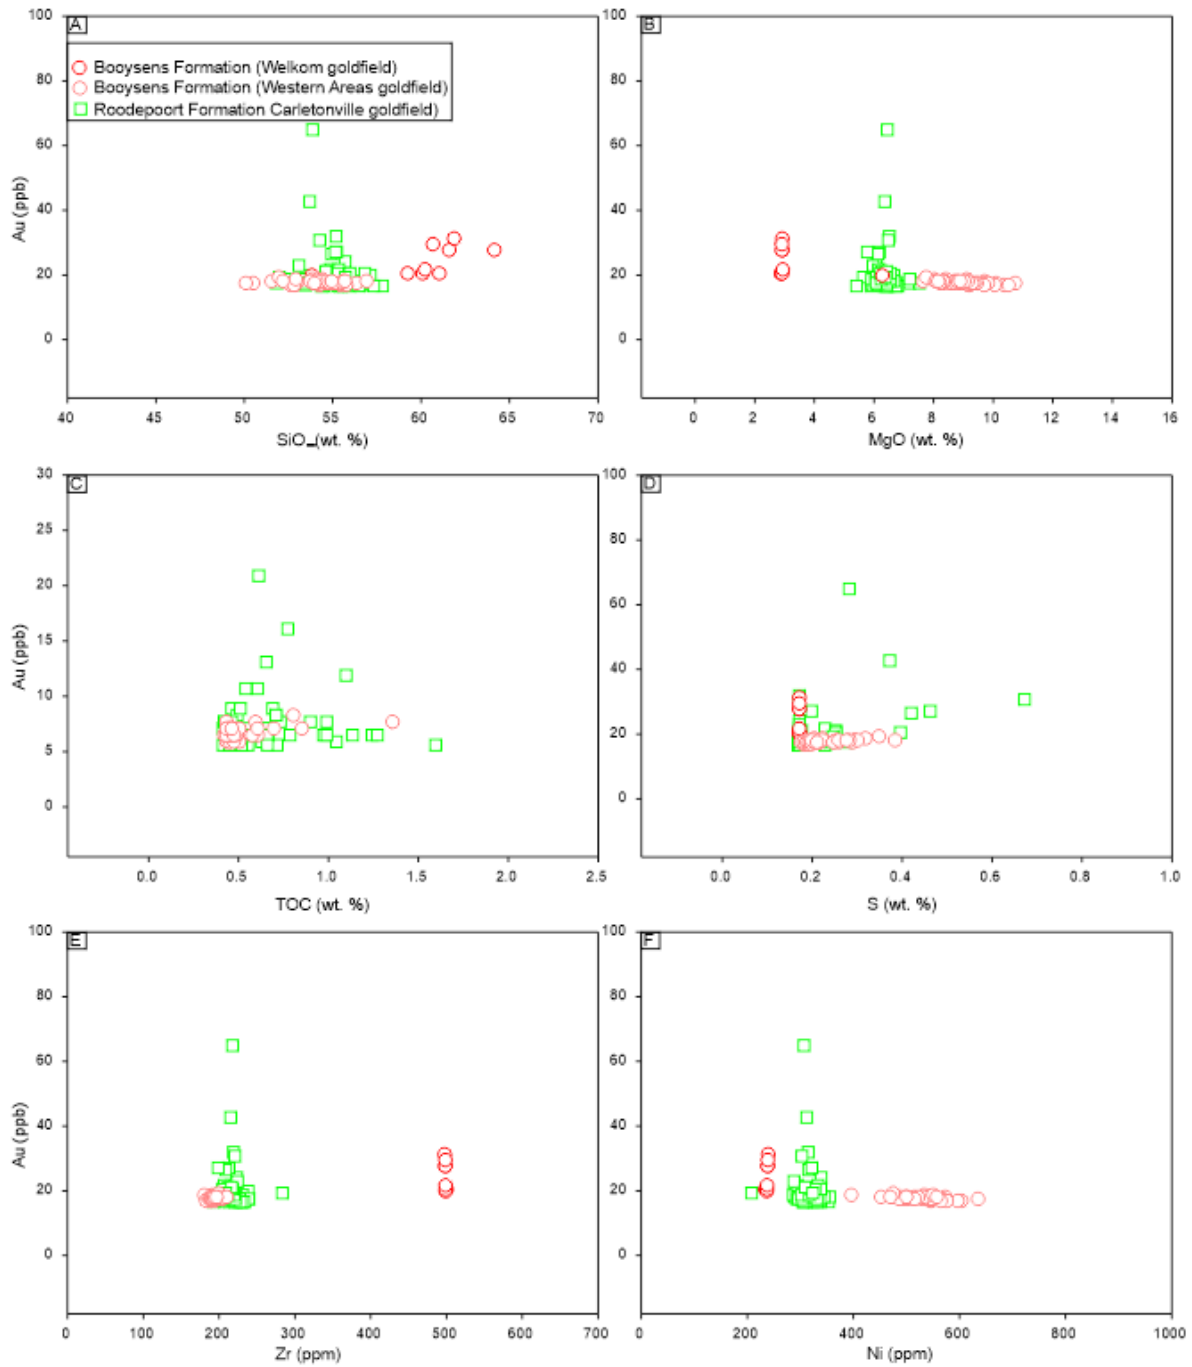 A
Booysens Formation (Welkom goldfield)
Booysens Formation (Western Areas goldfield)
Roodepoort Formation Carletonville goldfield)
100
80
60
40
20
0
Au (ppb)
40 45 50 55 60 65 70
SiO (wt. %)
B
100
80
60
40
20
0
0 2 4 6 8 10 12 14 16
MgO (wt. %)
C
30
25
20
15
10
5
0
Au (ppb)
0.0 0.5 1.0 1.5 2.0 2.5
TOC (wt. %)
D
100
80
60
40
20
0
0.0 0.2 0.4 0.6 0.8 1.0
S (wt. %)
E
100
80
60
40
20
0
Au (ppb)
0 100 200 300 400 500 600 700
Zr (ppm)
F
100
80
60
40
20
0
0 200 400 600 800 1000
Ni (ppm)